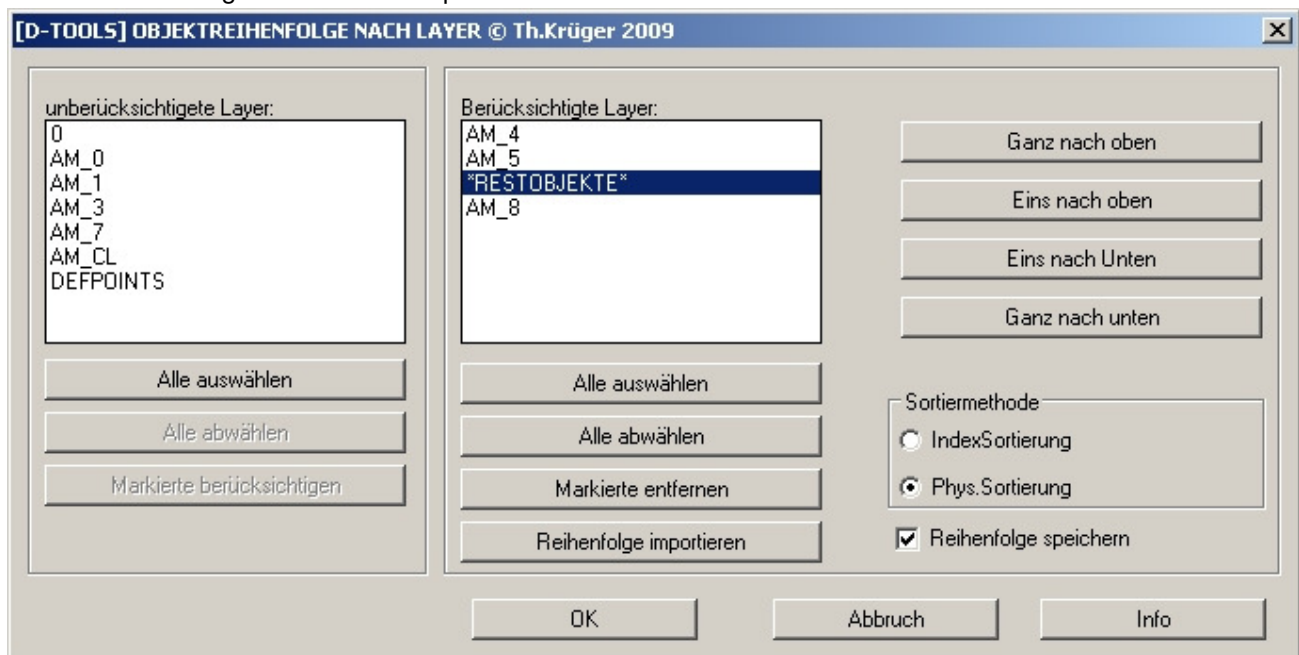 [D-TOOLS] OBJEKTREIHENFOLGE NACH LAYER © Th.Krüger 2009
unberücksichtigete Layer:
0
AM_0
AM_1
AM_3
AM_7
AM_CL
DEFPOINTS
Alle auswählen
Alle abwählen
Markierte berücksichtigen
Berücksichtigte Layer:
AM_4
AM_5
*RESTOBJEKTE*
AM_8
Alle auswählen
Alle abwählen
Markierte entfernen
Reihenfolge importieren
Ganz nach oben
Eins nach oben
Eins nach Unten
Ganz nach unten
Sortiermethode
IndexSortierung
Phys.Sortierung
Reihenfolge speichern
OK
Abbruch
Info